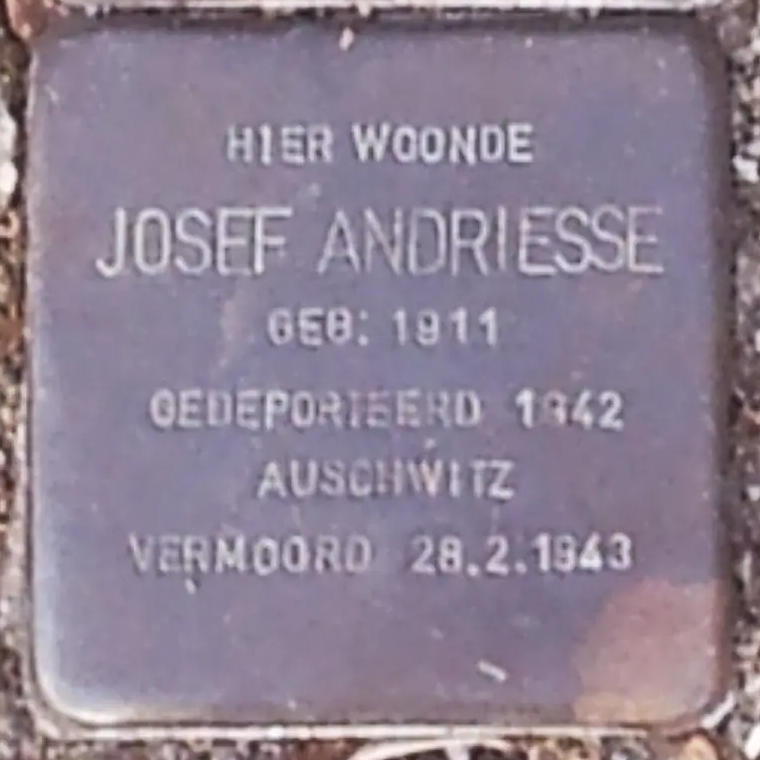 HIER WOONDE
JOSEF ANDRIESSE
GEB: 1911
GEDEPORTEERD 1942
AUSCHWITZ
VERMOORD 28.2.1943